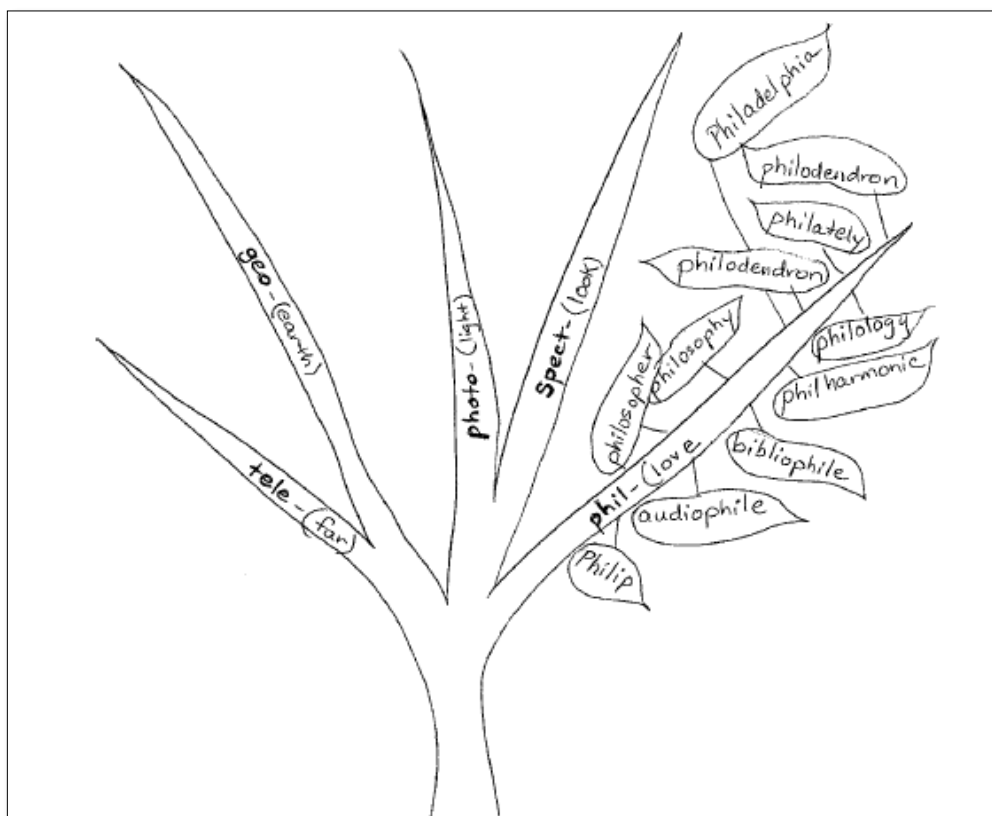 tele-(far)
geo-(earth)
photo-(light)
Spect-(look)
phil-(love
Philadelphia
philodendron
philately
philodendron
philosophy
philosopher
philology
philharmonic
bibliophile
audiophile
Philip